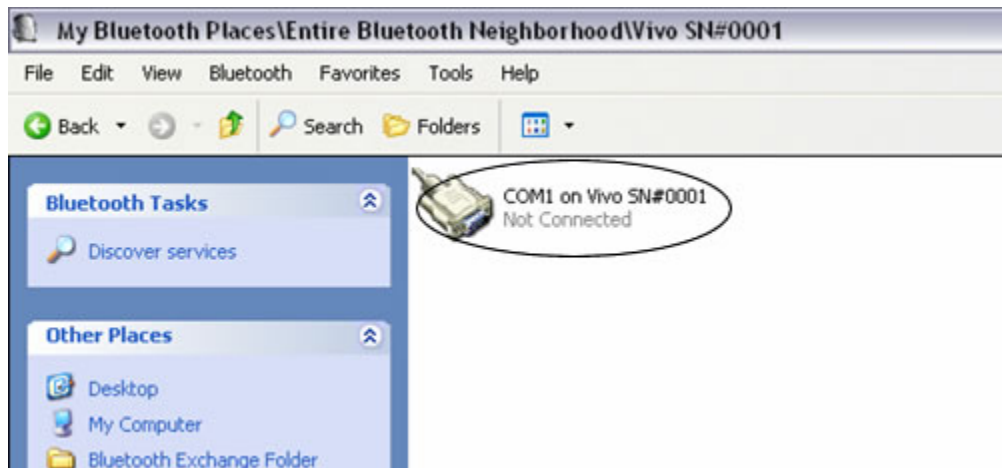 My Bluetooth Places\Entire Bluetooth Neighborhood\Vivo SN#0001
File Edit View Bluetooth Favorites Tools Help
Back Search Folders
Bluetooth Tasks
Discover services
Other Places
Desktop
My Computer
Bluetooth Exchange Folder
COM1 on Vivo SN#0001
Not Connected